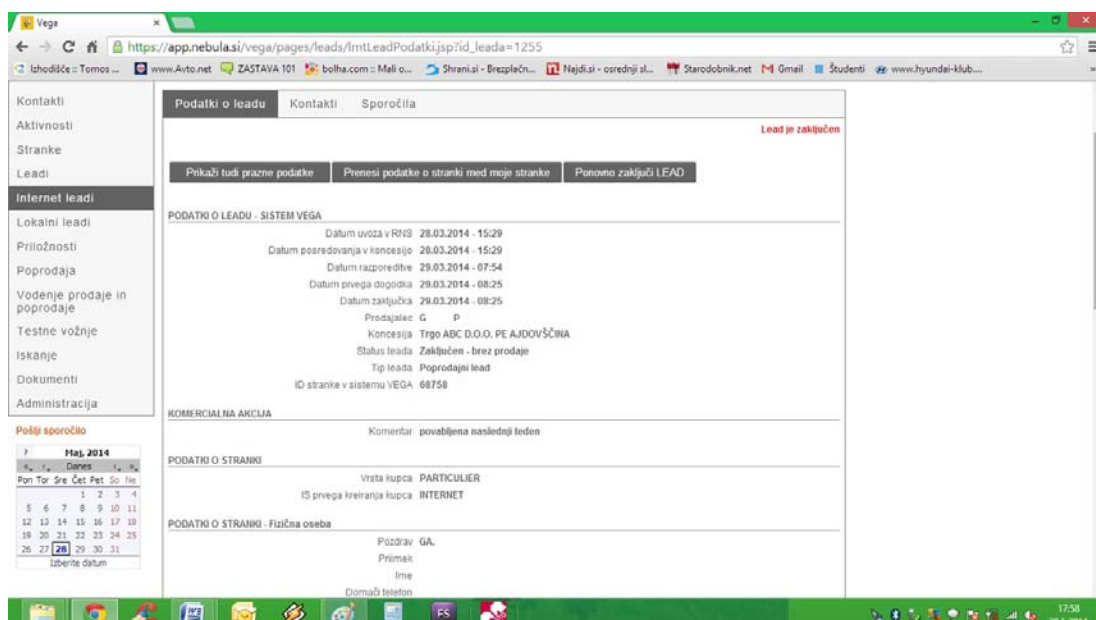 Vega
https://app.nebula.si/vega/pages/leads/lmtLeadPodatki.jsp?id_leada=1255
Izhodišče :: Tomos ... www.Avto.net ZASTAVA 101 bolha.com :: Mali o... Shrani.si - Brezplačn... Najdi.si - osrednji sl... Starodobnik.net Gmail Študenti www.hyundai-klub....
Kontakti
Aktivnosti
Stranke
Leadi
Internet leadi
Lokalni leadi
Priložnosti
Poprodaja
Vodenje prodaje in
poprodaje
Testne vožnje
Iskanje
Dokumenti
Administracija
Pošlji sporočilo
? Maj, 2014
Danes
Pon Tor Sre Čet Pet So Ne
1 2 3 4
5 6 7 8 9 10 11
12 13 14 15 16 17 18
19 20 21 22 23 24 25
26 27 28 29 30 31
Izberite datum
Podatki o leadu Kontakti Sporočila
Lead je zaključen
Prikaži tudi prazne podatke Prenesi podatke o stranki med moje stranke Ponovno zaključi LEAD
PODATKI O LEADU - SISTEM VEGA
Datum uvoza v RNS 28.03.2014 - 15:29
Datum posredovanja v koncesijo 28.03.2014 - 15:29
Datum razporeditve 29.03.2014 - 07:54
Datum prvega dogodka 29.03.2014 - 08:25
Datum zaključka 29.03.2014 - 08:25
Prodajalec G P
Koncesija Trgo ABC D.O.O. PE AJDOVŠČINA
Status leada Zaključen - brez prodaje
Tip leada Poprodajni lead
ID stranke v sistemu VEGA 68758
KOMERCIALNA AKCIJA
Komentar povabljena naslednji teden
PODATKI O STRANKI
Vrsta kupca PARTICULIER
IS prvega kreiranja kupca INTERNET
PODATKI O STRANKI - Fizična oseba
Pozdrav GA.
Priimek
Ime
Domači telefon
FS
17:58